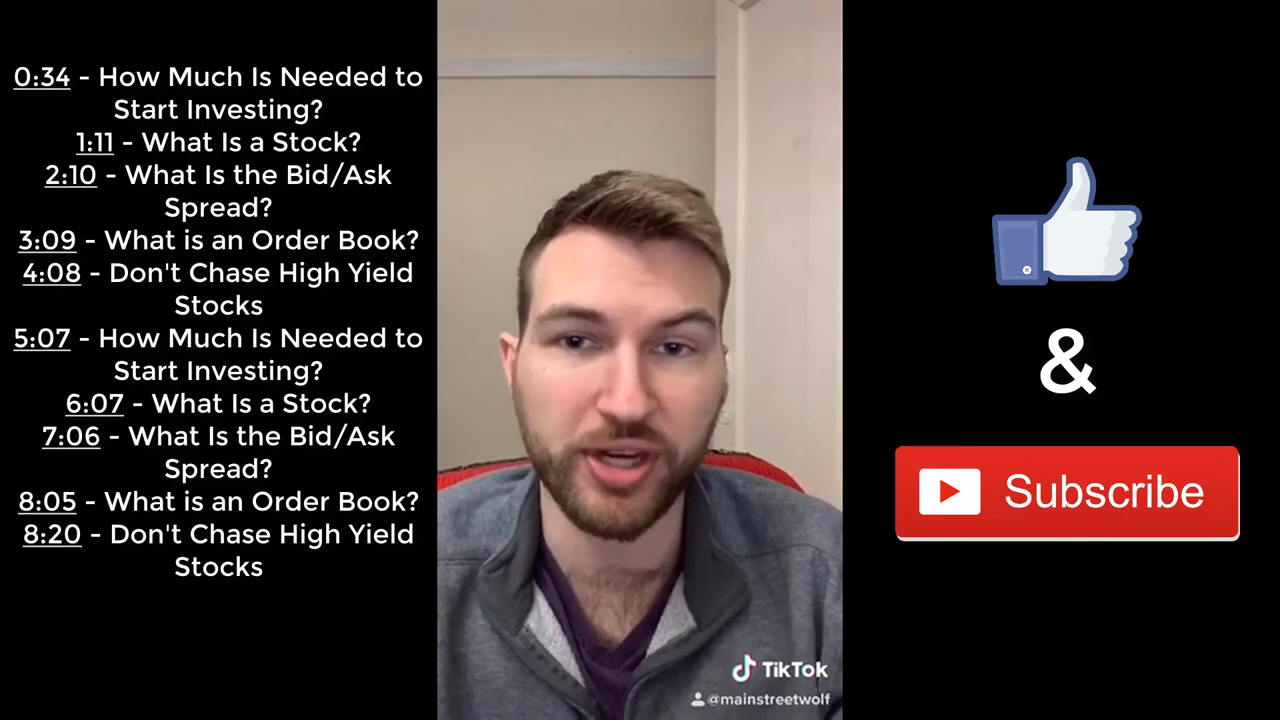 0:34 - How Much Is Needed to
Start Investing?
1:11 - What Is a Stock?
2:10 - What Is the Bid/Ask
Spread?
3:09 - What is an Order Book?
4:08 - Don't Chase High Yield
Stocks
5:07 - How Much Is Needed to
Start Investing?
6:07 - What Is a Stock?
7:06 - What Is the Bid/Ask
Spread?
8:05 - What is an Order Book?
8:20 - Don't Chase High Yield
Stocks
&
Subscribe
TikTok
@mainstreetwolf